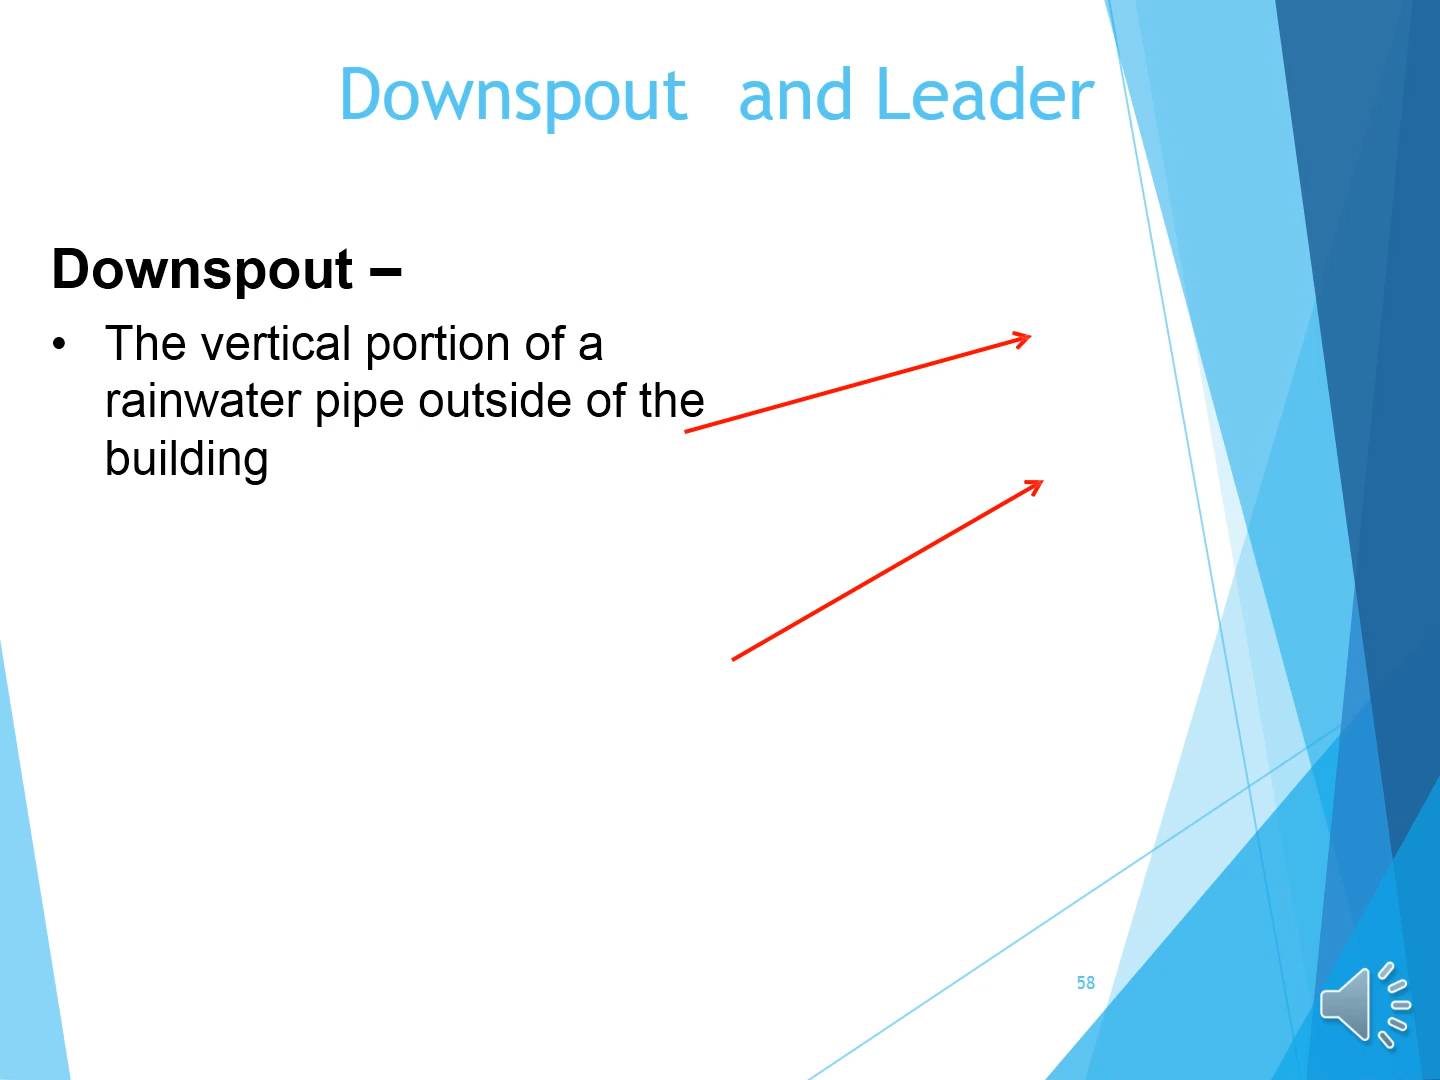 Downspout and Leader
Downspout –
• The vertical portion of a
rainwater pipe outside of the
building
58